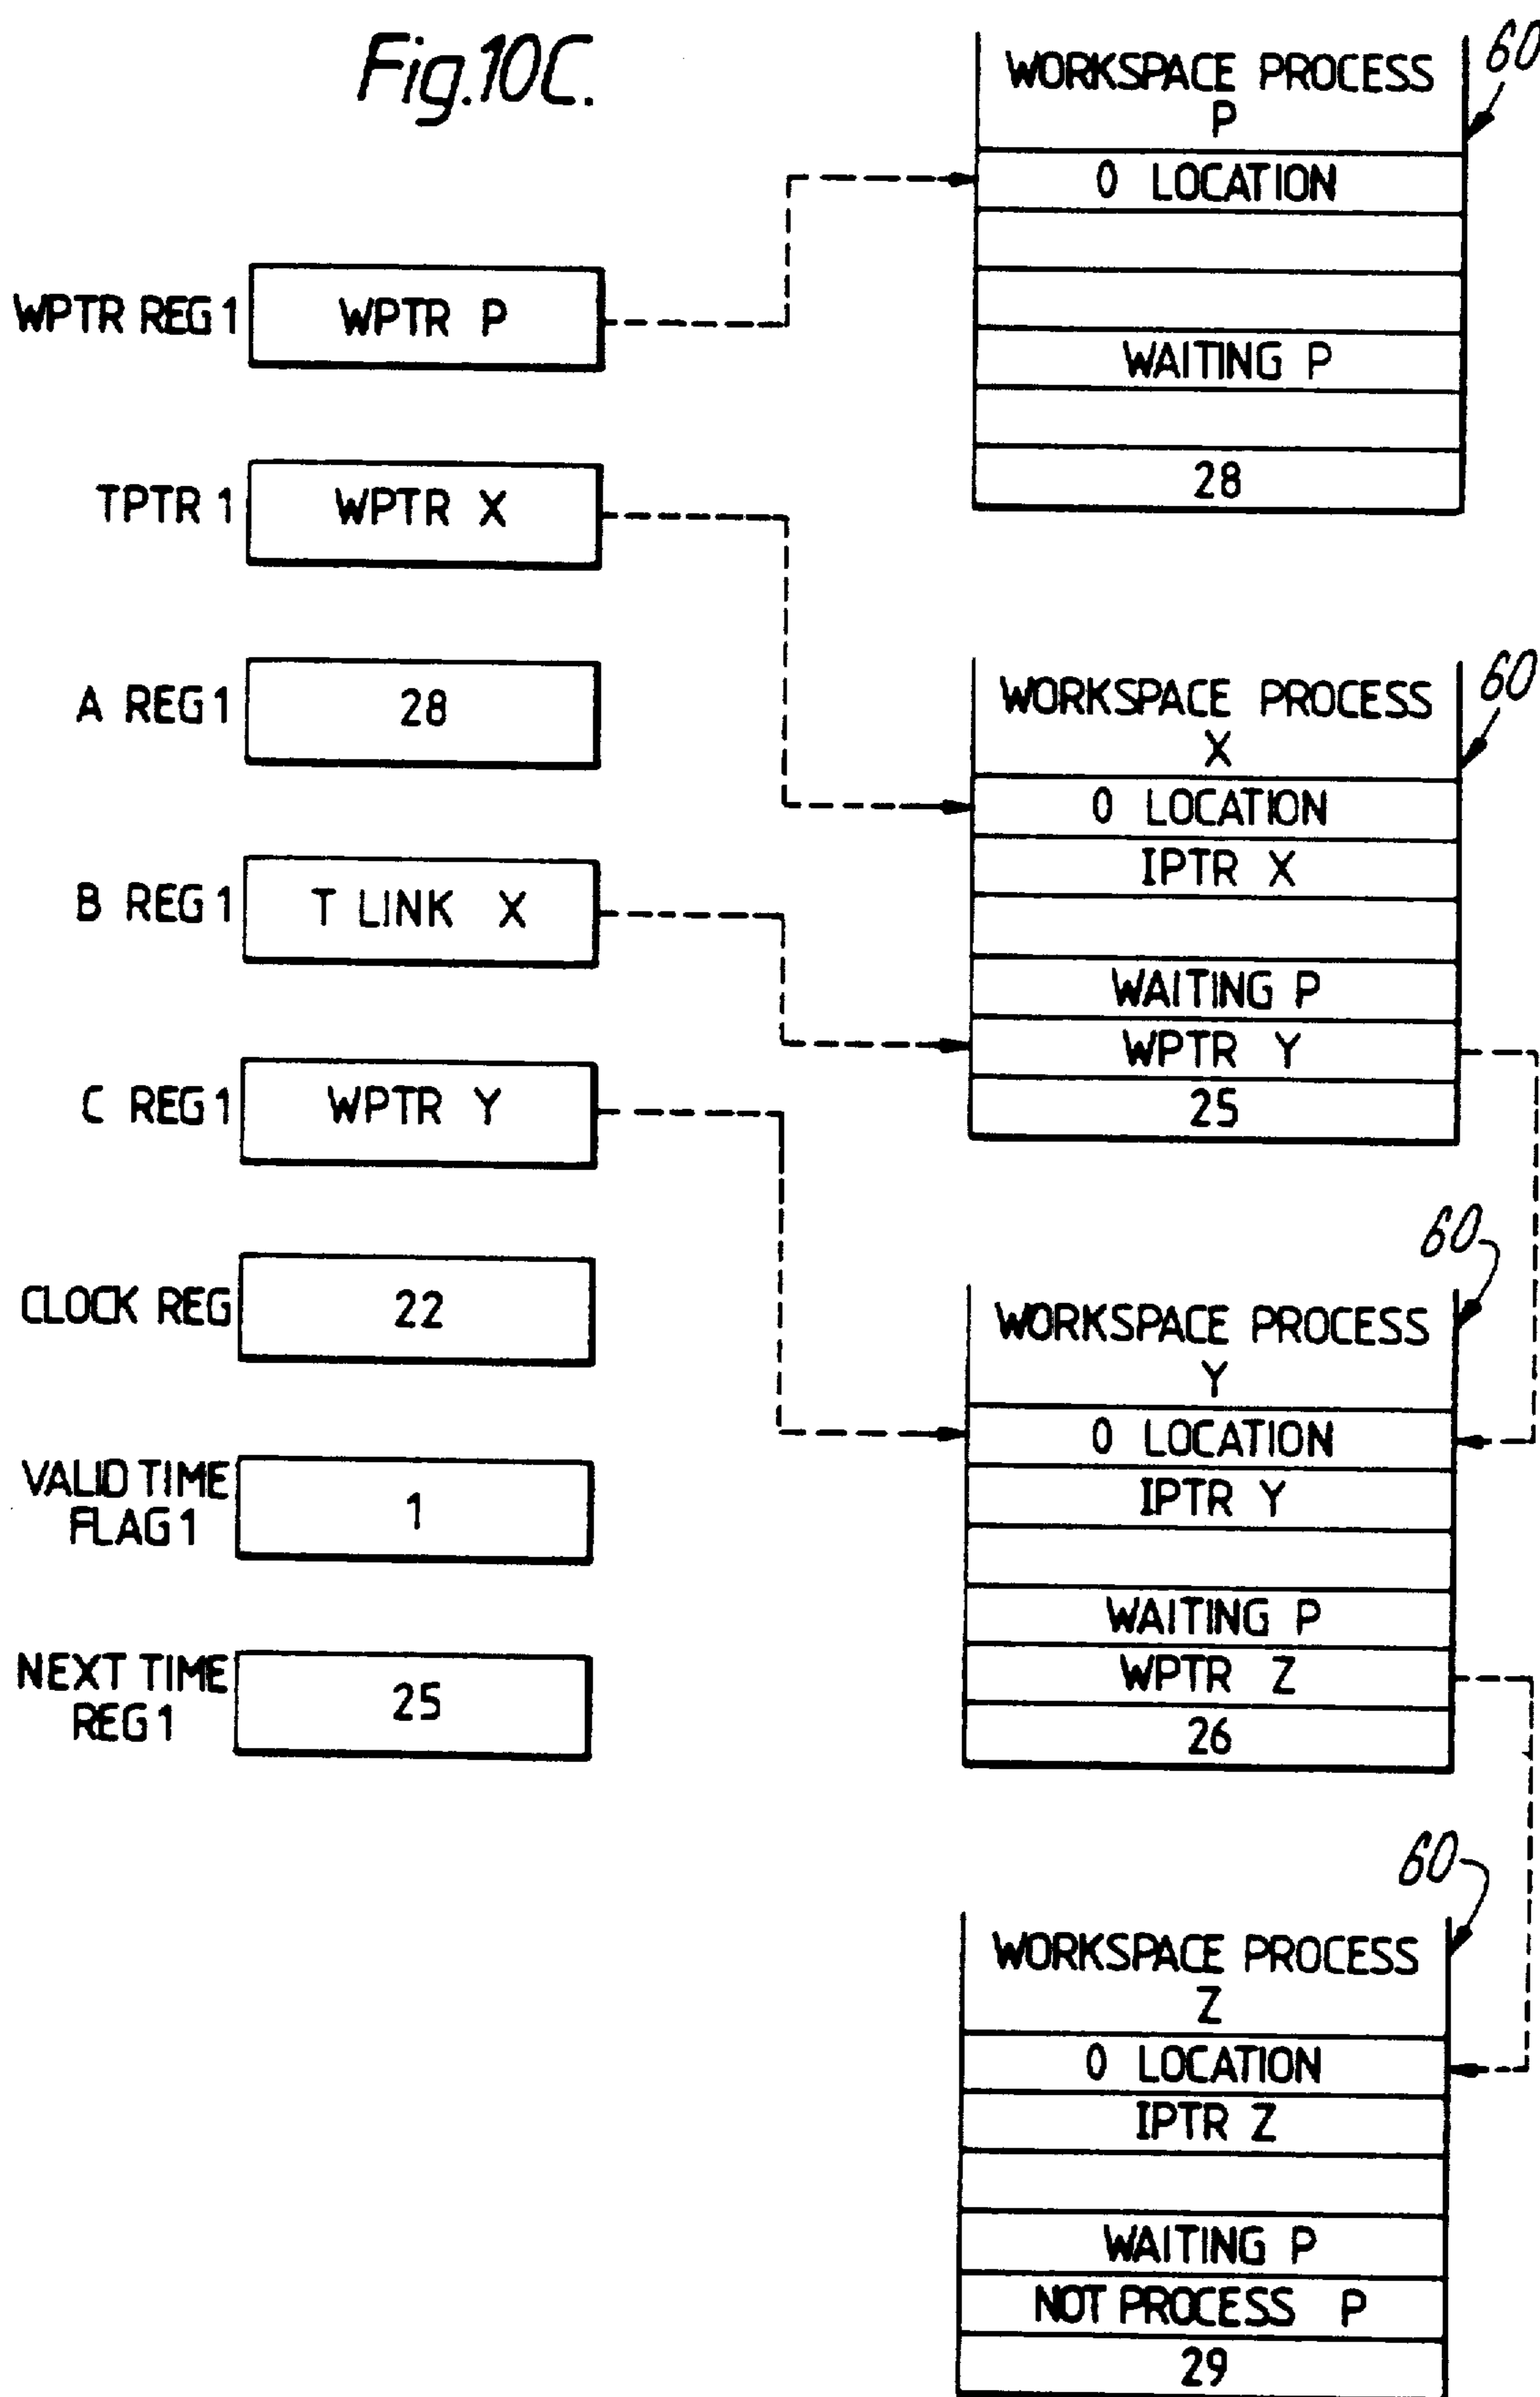 Fig.10C.
WPTR REG 1
WPTR P
TPTR 1
WPTR X
A REG 1
28
B REG 1
T LINK X
C REG 1
WPTR Y
CLOCK REG
22
VALID TIME
FLAG 1
1
NEXT TIME
REG 1
25
WORKSPACE PROCESS
P
60
0 LOCATION
WAITING P
28
WORKSPACE PROCESS
X
60
0 LOCATION
IPTR X
WAITING P
WPTR Y
25
WORKSPACE PROCESS
Y
60
0 LOCATION
IPTR Y
WAITING P
WPTR Z
26
WORKSPACE PROCESS
Z
60
0 LOCATION
IPTR Z
WAITING P
NOT PROCESS P
29